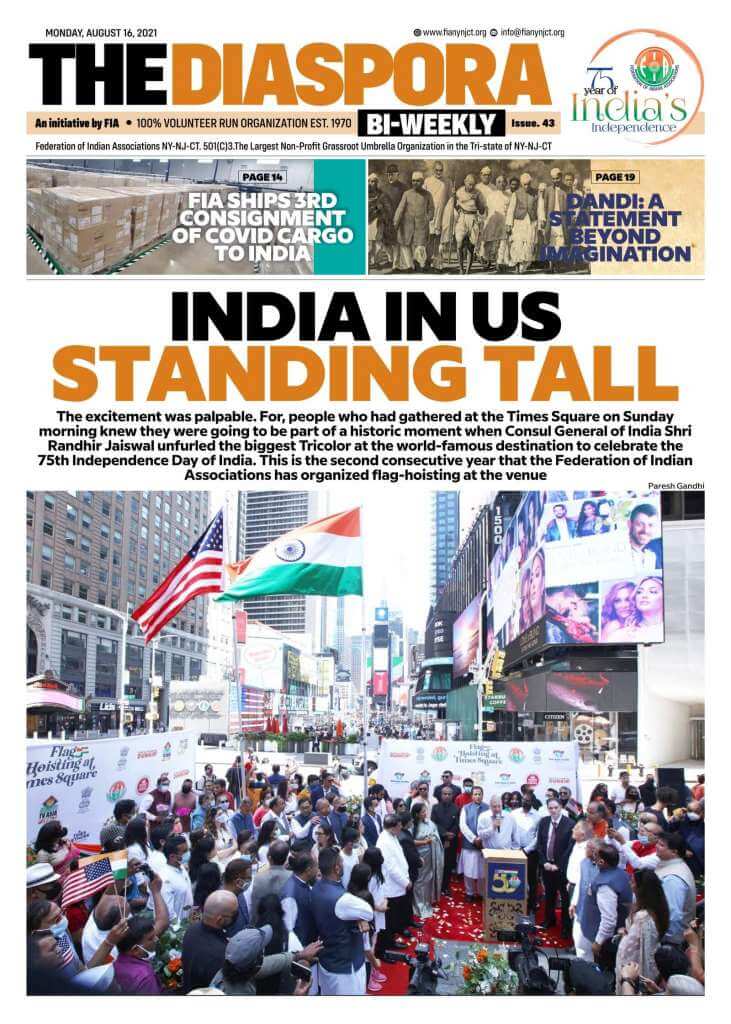 MONDAY, AUGUST 16, 2021
www.fianynjct.org info@fianynjct.org
THE DIASPORA
An initiative by FIA • 100% VOLUNTEER RUN ORGANIZATION EST. 1970
BI-WEEKLY
Issue. 43
75
year of
India's
Independence
Federation of Indian Associations NY-NJ-CT. 501(C)3.The Largest Non-Profit Grassroot Umbrella Organization in the Tri-state of NY-NJ-CT
PAGE 14
FIA SHIPS 3RD
CONSIGNMENT
OF COVID CARGO
TO INDIA
PAGE 19
DANDI: A
STATEMENT
BEYOND
IMAGINATION
INDIA IN US
STANDING TALL
The excitement was palpable. For, people who had gathered at the Times Square on Sunday
morning knew they were going to be part of a historic moment when Consul General of India Shri
Randhir Jaiswal unfurled the biggest Tricolor at the world-famous destination to celebrate the
75th Independence Day of India. This is the second consecutive year that the Federation of Indian
Associations has organized flag-hoisting at the venue
Paresh Gandhi
1500
CITIZEN
Flag
Hoisting at
Times Square
Flag
Hoisting at
Times Square
TV ASIA